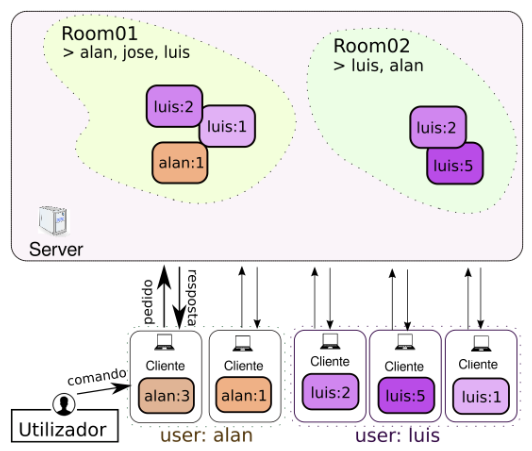 Room01
> alan, jose, luis
Room02
> luis, alan
luis:2
luis:1
alan:1
luis:2
luis:5
Server
pedido
resposta
comando
Utilizador
Cliente
alan:3
Cliente
alan:1
Cliente
luis:2
Cliente
luis:5
Cliente
luis:1
user: alan
user: luis